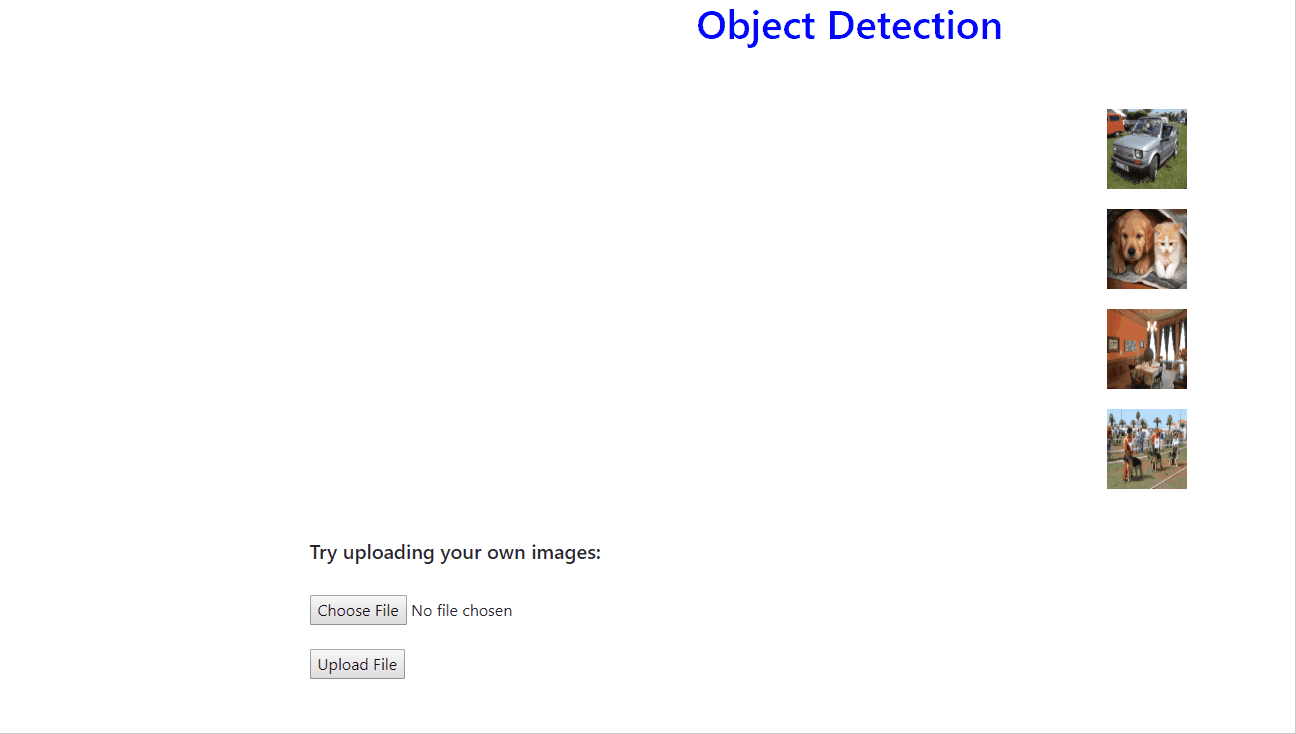 Object Detection
Try uploading your own images:
Choose File No file chosen
Upload File